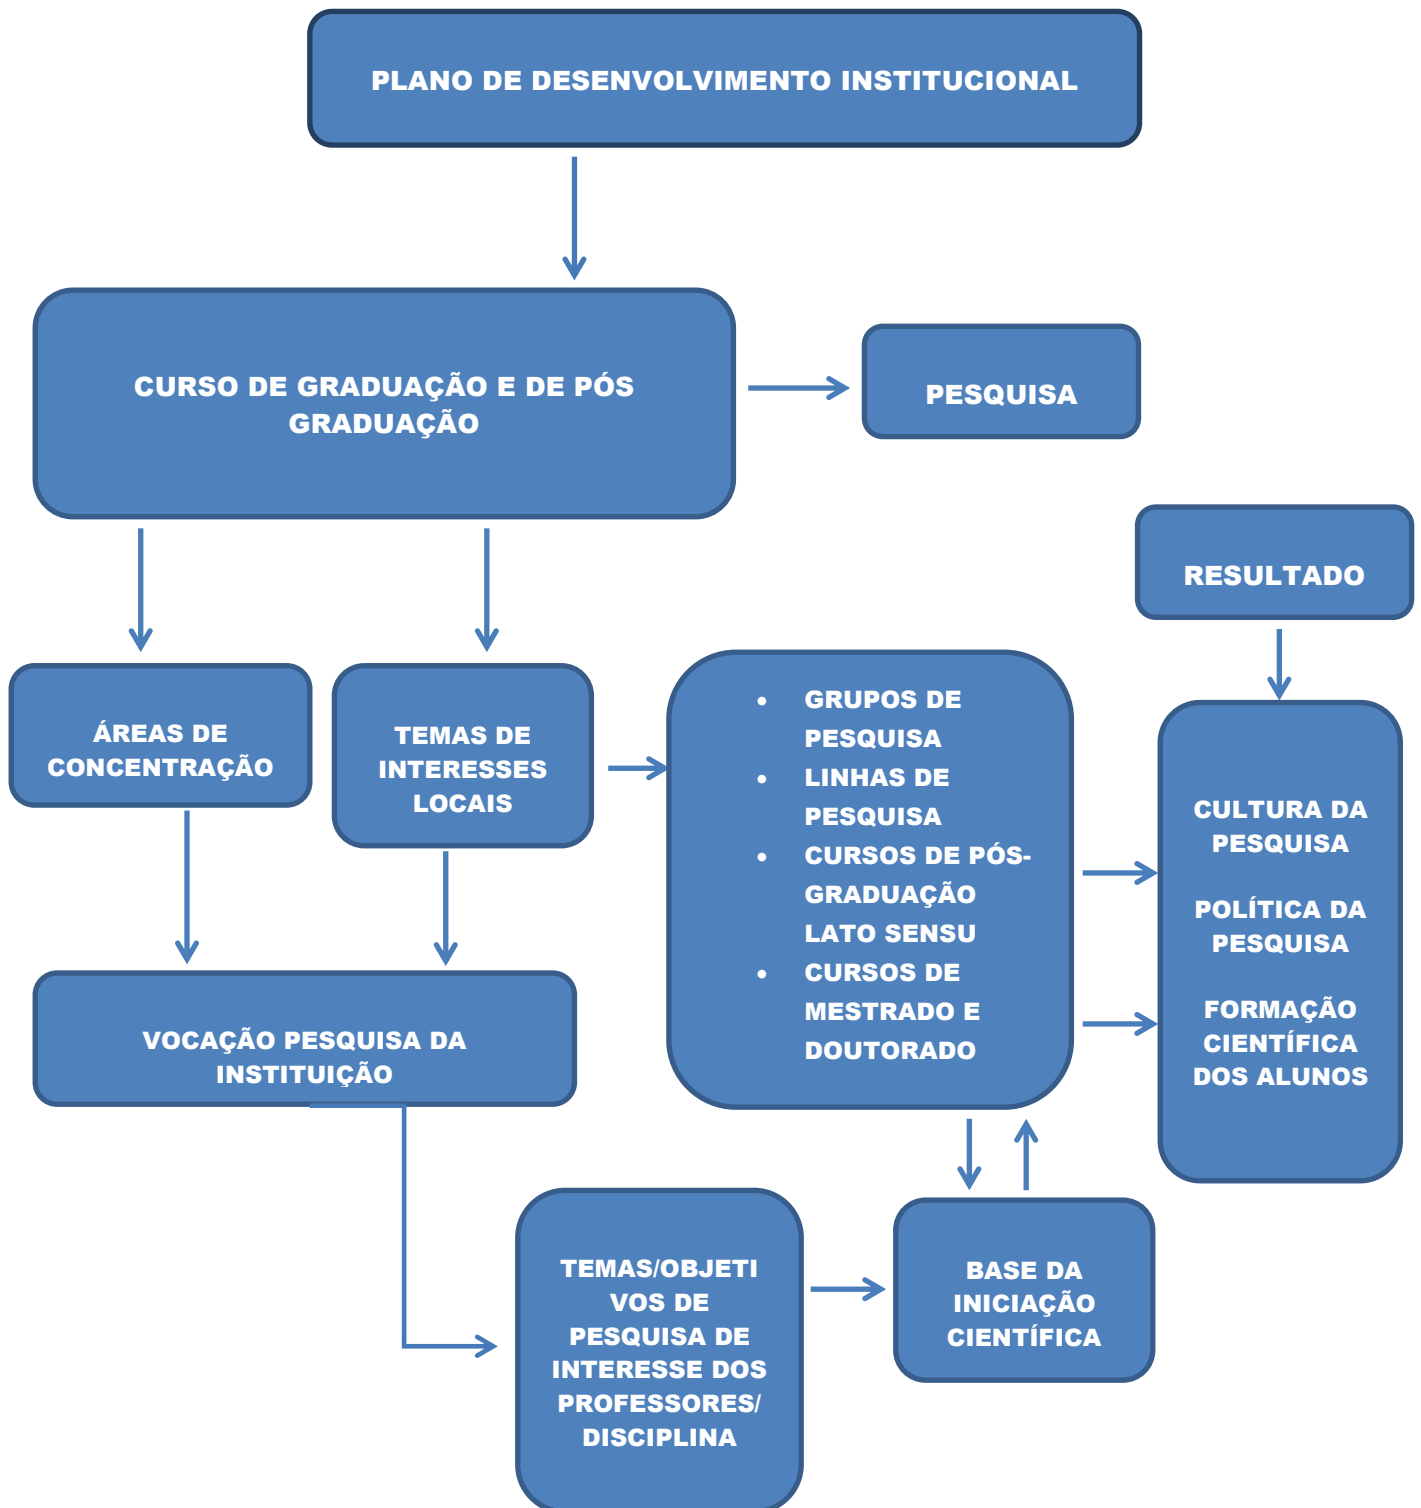 PLANO DE DESENVOLVIMENTO INSTITUCIONAL
CURSO DE GRADUAÇÃO E DE PÓS
GRADUAÇÃO
PESQUISA
RESULTADO
ÁREAS DE
CONCENTRAÇÃO
TEMAS DE
INTERESSES
LOCAIS
• GRUPOS DE
PESQUISA
• LINHAS DE
PESQUISA
• CURSOS DE PÓS-
GRADUAÇÃO
LATO SENSU
• CURSOS DE
MESTRADO E
DOUTORADO
CULTURA DA
PESQUISA
POLÍTICA DA
PESQUISA
FORMAÇÃO
CIENTÍFICA
DOS ALUNOS
VOCAÇÃO PESQUISA DA
INSTITUIÇÃO
TEMAS/OBJETI
VOS DE
PESQUISA DE
INTERESSE DOS
PROFESSORES/
DISCIPLINA
BASE DA
INICIAÇÃO
CIENTÍFICA